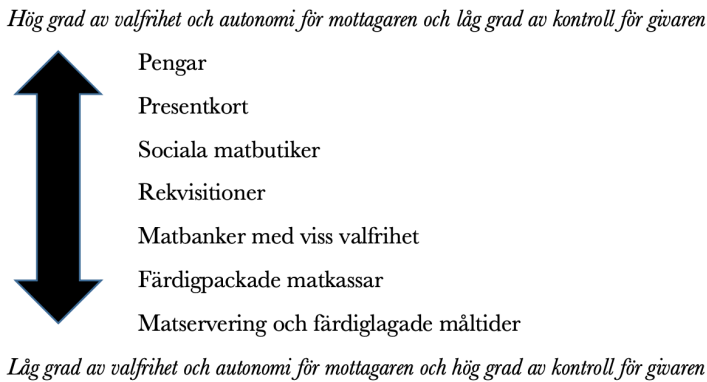 Hög grad av valfrihet och autonomi för mottagaren och låg grad av kontroll för givaren
Pengar
Presentkort
Sociala matbutiker
Rekvisitioner
Matbanker med viss valfrihet
Färdigpackade matkassar
Matservering och färdiglagade måltider
Låg grad av valfrihet och autonomi för mottagaren och hög grad av kontroll för givaren